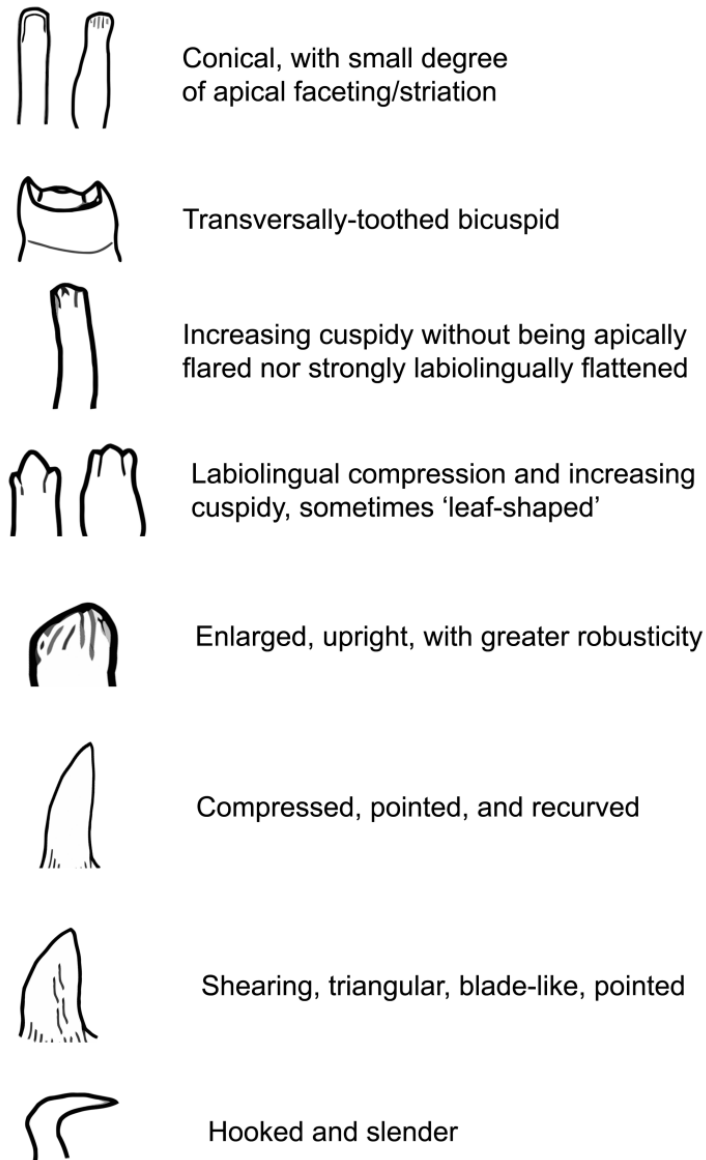 Conical, with small degree
of apical faceting/striation
Transversally-toothed bicuspid
Increasing cuspidy without being apically
flared nor strongly labiolingually flattened
Labiolingual compression and increasing
cuspidy, sometimes ‘leaf-shaped’
Enlarged, upright, with greater robusticity
Compressed, pointed, and recurved
Shearing, triangular, blade-like, pointed
Hooked and slender